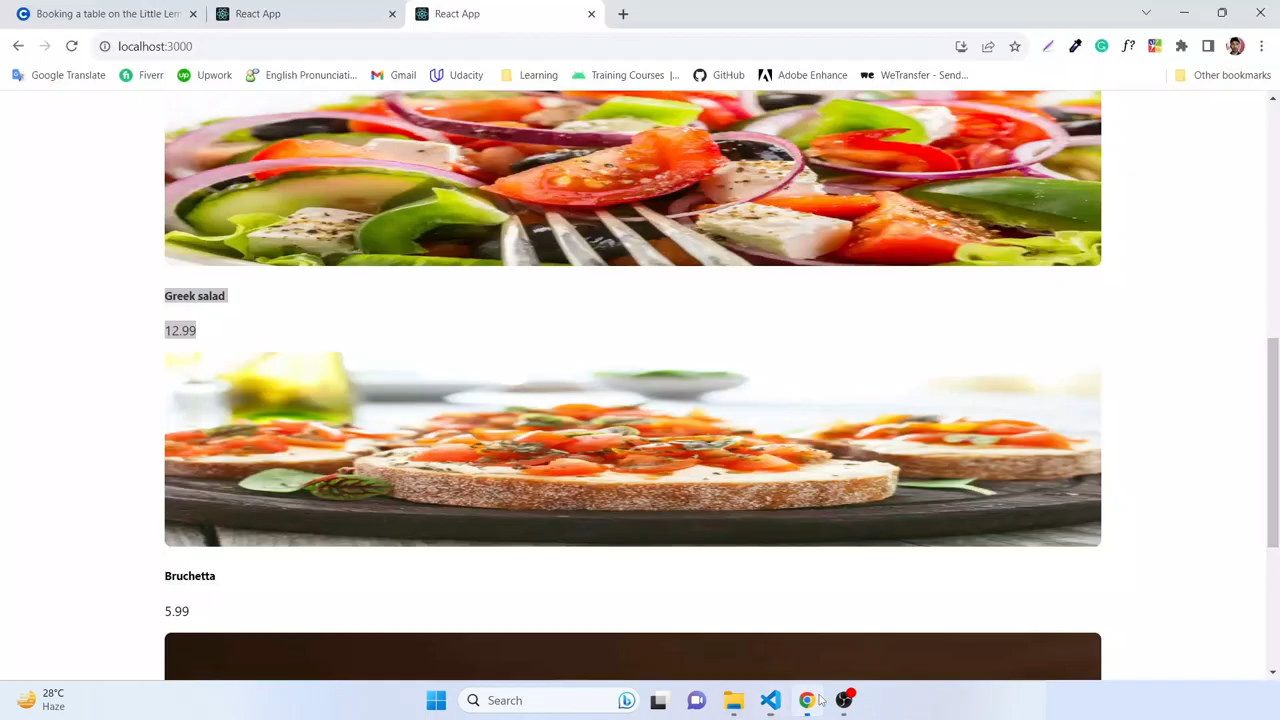 Booking a table on the Little Lem
React App
React App
localhost:3000
f?
Google Translate
Fiverr
Upwork
English Pronunciati...
Gmail
Udacity
Learning
Training Courses |...
GitHub
Adobe Enhance
WeTransfer - Send...
Other bookmarks
Greek salad
12.99
Bruchetta
5.99
28°C
Haze
Search